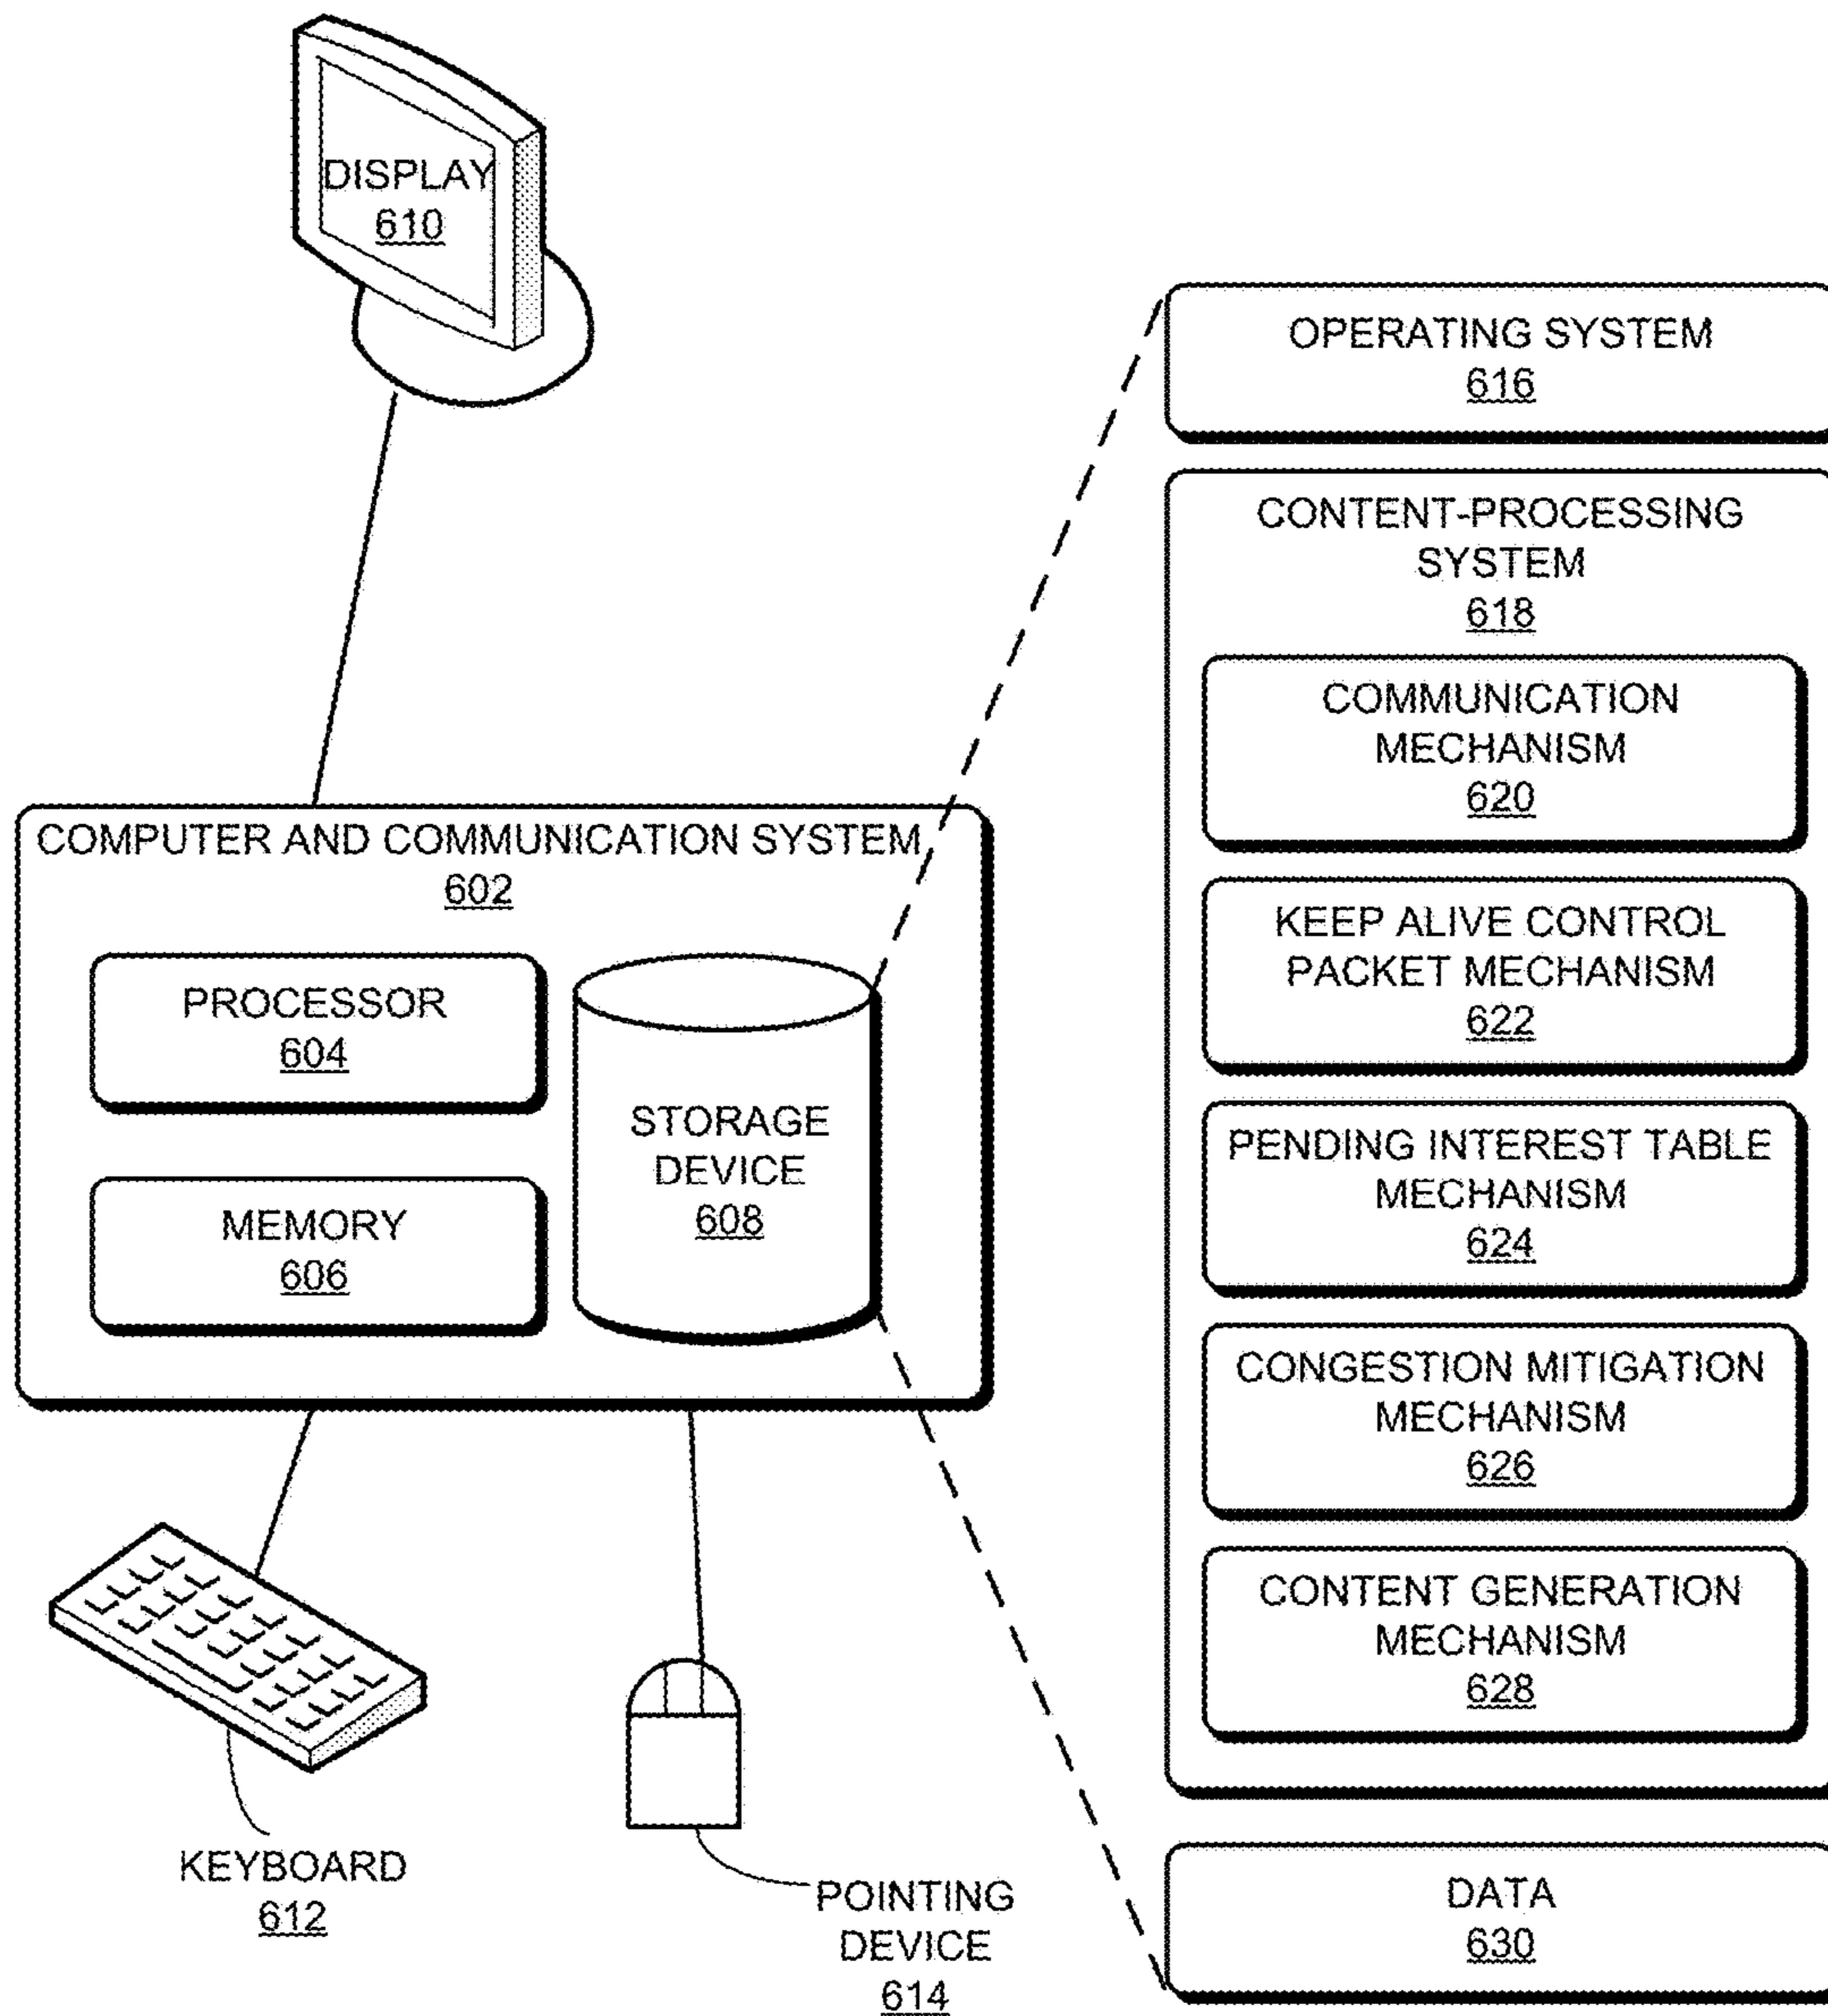 DISPLAY
610
COMPUTER AND COMMUNICATION SYSTEM
602
PROCESSOR
604
MEMORY
606
STORAGE
DEVICE
608
KEYBOARD
612
POINTING
DEVICE
614
OPERATING SYSTEM
616
CONTENT-PROCESSING
SYSTEM
618
COMMUNICATION
MECHANISM
620
KEEP ALIVE CONTROL
PACKET MECHANISM
622
PENDING INTEREST TABLE
MECHANISM
624
CONGESTION MITIGATION
MECHANISM
626
CONTENT GENERATION
MECHANISM
628
DATA
630